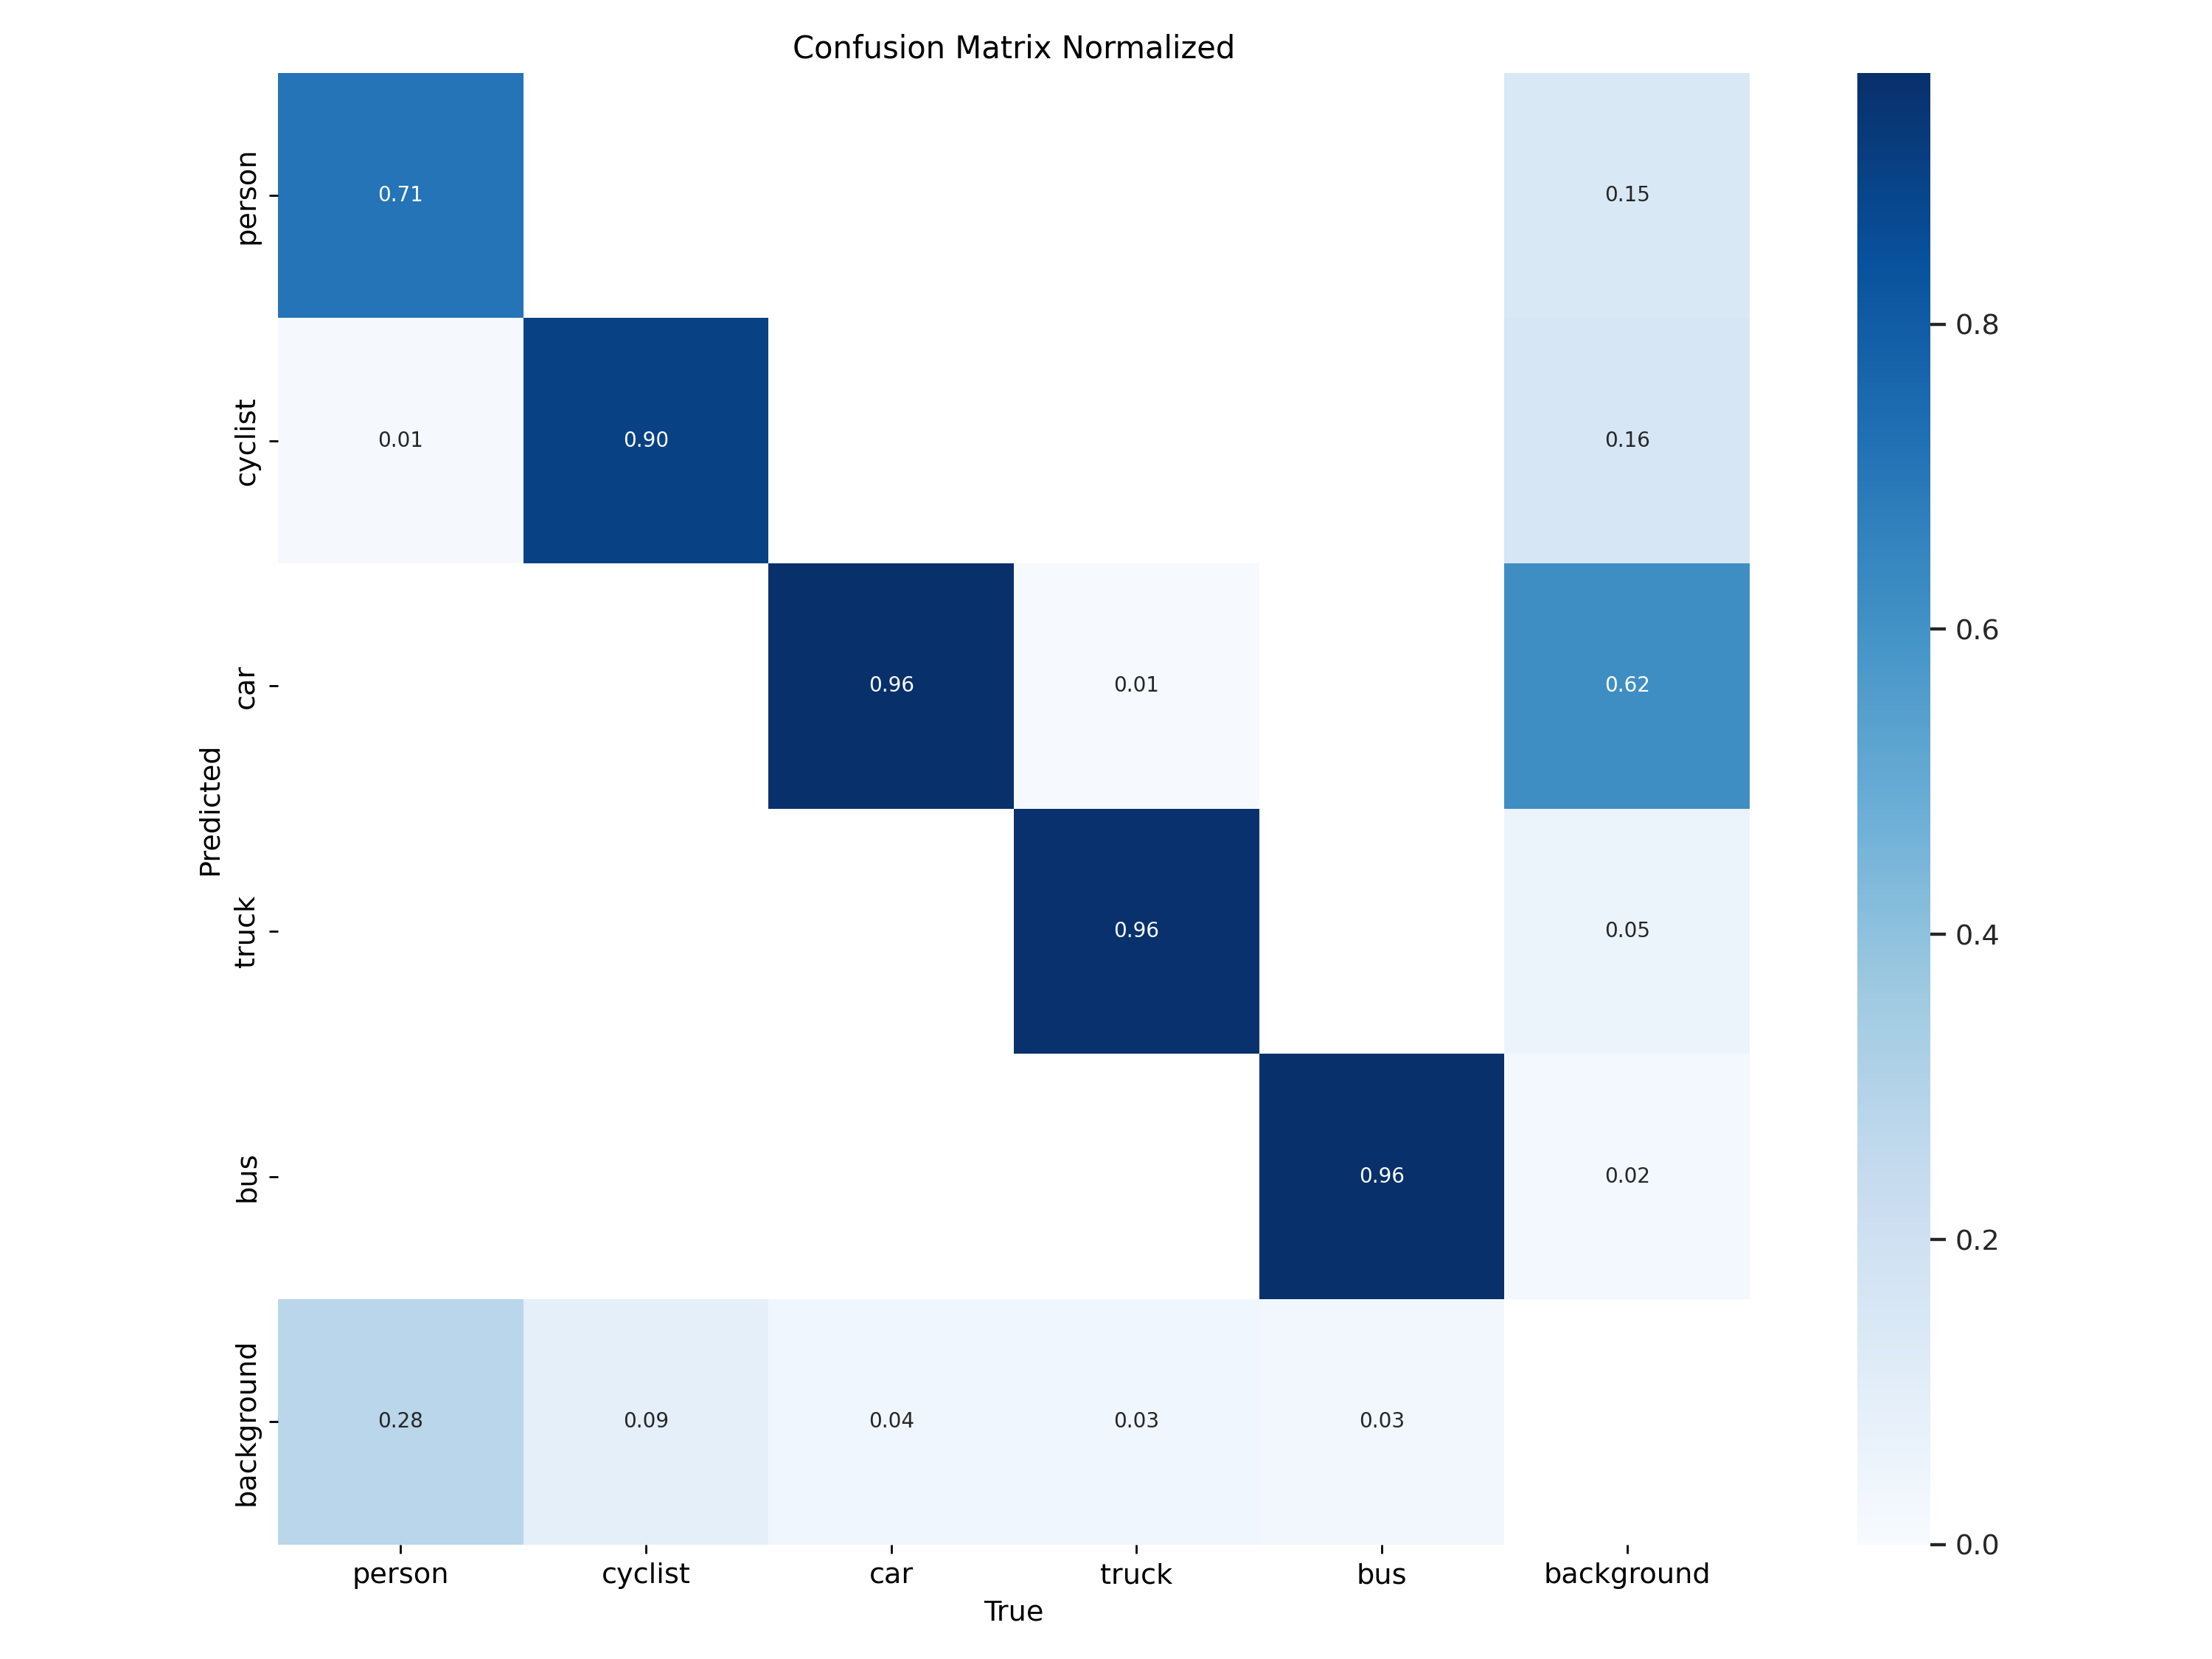 Confusion Matrix Normalized
person
0.71
0.15
cyclist
0.01
0.90
0.16
0.8
car
0.96
0.01
0.62
0.6
Predicted
truck
0.96
0.05
0.4
bus
0.96
0.02
0.2
background
0.28
0.09
0.04
0.03
0.03
0.0
person
cyclist
car
truck
bus
background
True